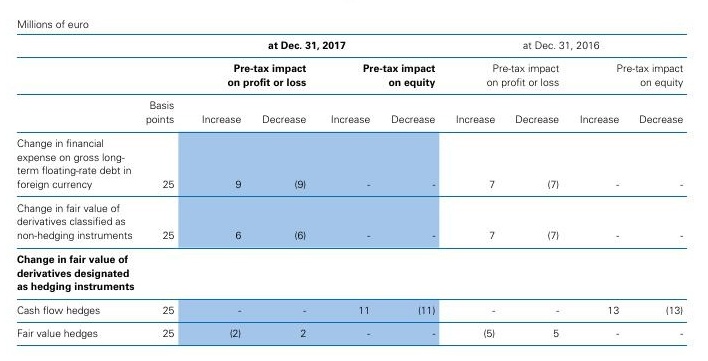 Millions of euro
at Dec. 31, 2017 at Dec. 31, 2016
Pre-tax impact Pre-tax impact Pre-tax impact Pre-tax impact
on profit or loss on equity on profit or loss on equity
Basis
points Increase Decrease Increase Decrease Increase Decrease Increase Decrease
Change in financial
expense on gross long-
term floating-rate debt in
foreign currency 25 9 (9) - - 7 (7) - -
Change in fair value of
derivatives classified as
non-hedging instruments 25 6 (6) - - 7 (7) - -
Change in fair value of
derivatives designated
as hedging instruments
Cash flow hedges 25 - - 11 (11) - - 13 (13)
Fair value hedges 25 (2) 2 - - (5) 5 - -